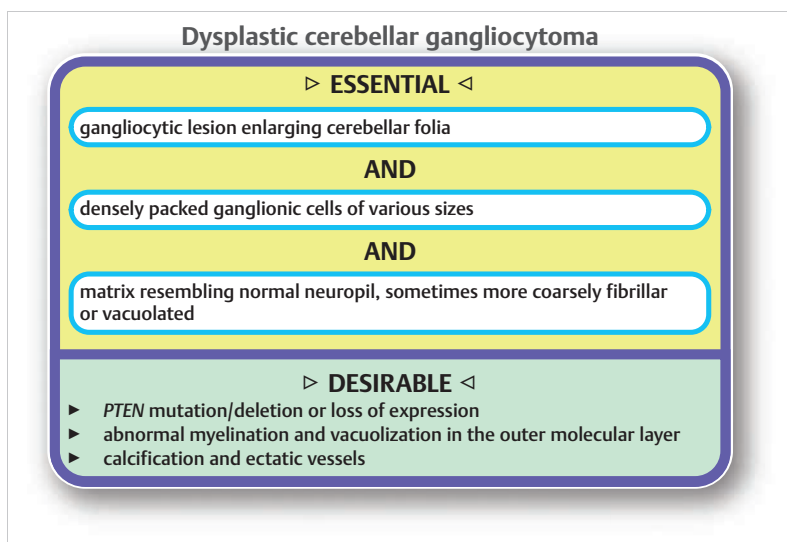 Dysplastic cerebellar gangliocytoma
▷ ESSENTIAL ◁
gangliocytic lesion enlarging cerebellar folia
AND
densely packed ganglionic cells of various sizes
AND
matrix resembling normal neuropil, sometimes more coarsely fibrillar
or vacuolated
▷ DESIRABLE ◁
► PTEN mutation/deletion or loss of expression
► abnormal myelination and vacuolization in the outer molecular layer
► calcification and ectatic vessels